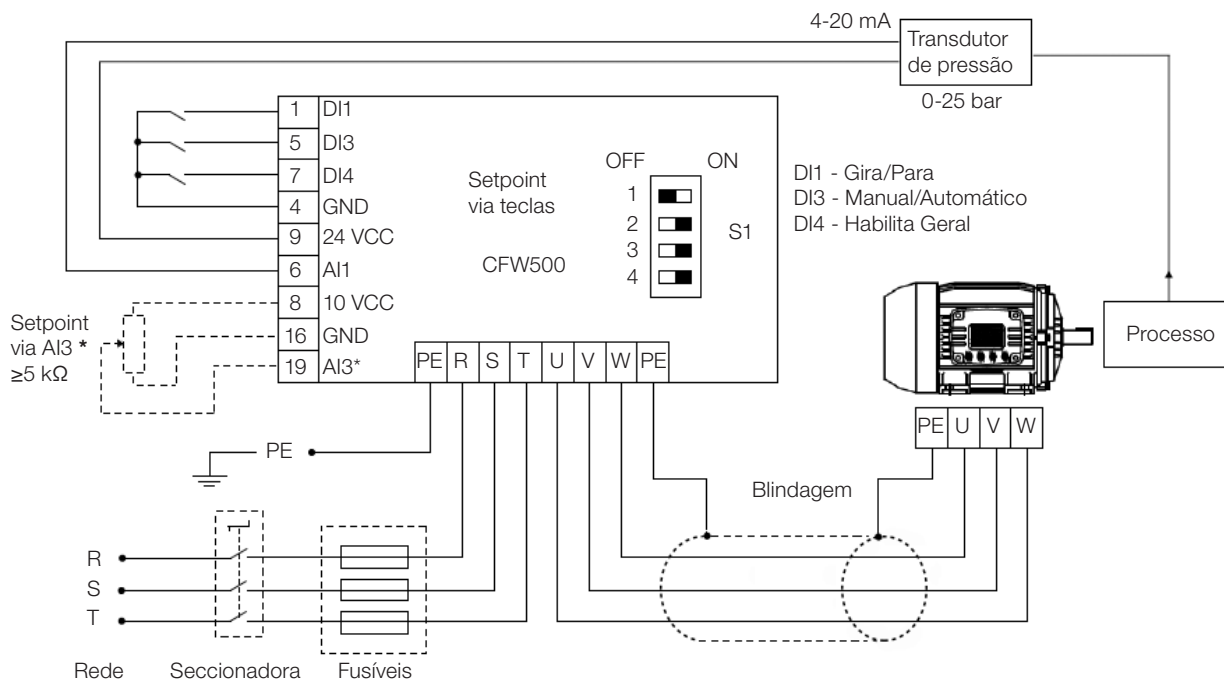 4-20 mA
Transdutor
de pressão
0-25 bar
1 DI1
5 DI3
7 DI4
4 GND
9 24 VCC
6 AI1
8 10 VCC
16 GND
19 AI3*
Setpoint
via teclas
CFW500
OFF ON
1
2
3
4
S1
DI1 - Gira/Para
DI3 - Manual/Automático
DI4 - Habilita Geral
Setpoint
via AI3 *
≥5 kΩ
PE R S T U V W PE
Processo
PE U V W
PE
Blindagem
R
S
T
Rede Seccionadora Fusíveis